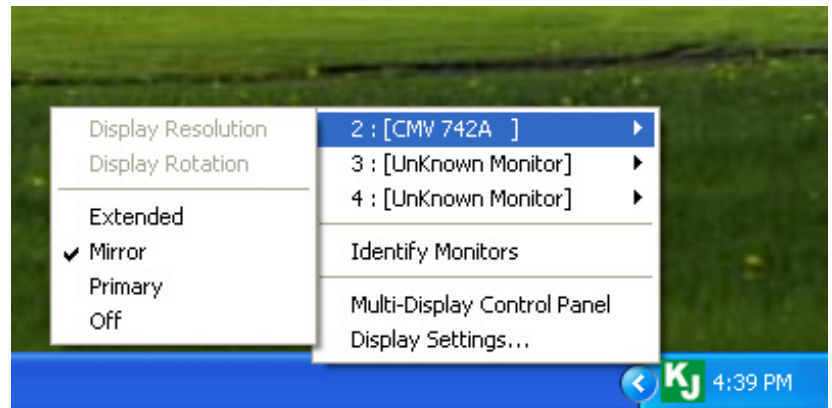 Display Resolution
Display Rotation
Extended
Mirror
Primary
Off
2 : [CMV 742A   ]
3 : [UnKnown Monitor]
4 : [UnKnown Monitor]
Identify Monitors
Multi-Display Control Panel
Display Settings...
KJ 4:39 PM